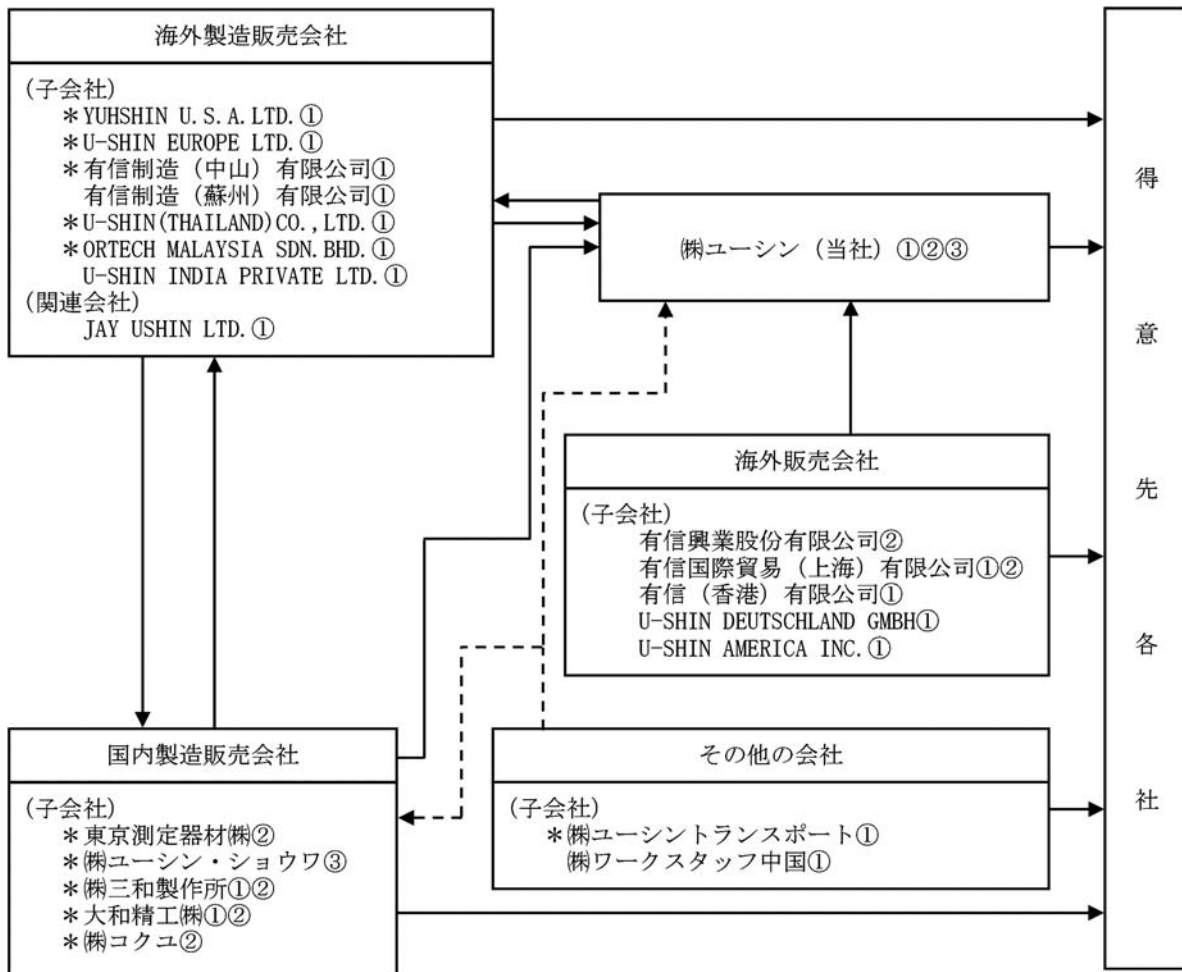 海外製造販売会社
(子会社)
＊YUHSHIN U.S.A.LTD.①
＊U-SHIN EUROPE LTD.①
＊有信制造（中山）有限公司①
有信制造（蘇州）有限公司①
＊U-SHIN(THAILAND)CO.,LTD.①
＊ORTECH MALAYSIA SDN.BHD.①
U-SHIN INDIA PRIVATE LTD.①
(関連会社)
JAY USHIN LTD.①
㈱ユーシン（当社）①②③
海外販売会社
(子会社)
有信興業股份有限公司②
有信国際貿易（上海）有限公司①②
有信（香港）有限公司①
U-SHIN DEUTSCHLAND GMBH①
U-SHIN AMERICA INC.①
国内製造販売会社
(子会社)
＊東京測定器材㈱②
＊㈱ユーシン・ショウワ③
＊㈱三和製作所①②
＊大和精工㈱①②
＊㈱コクユ②
その他の会社
(子会社)
＊㈱ユーシントランスポート①
㈱ワークスタッフ中国①
得意先各社